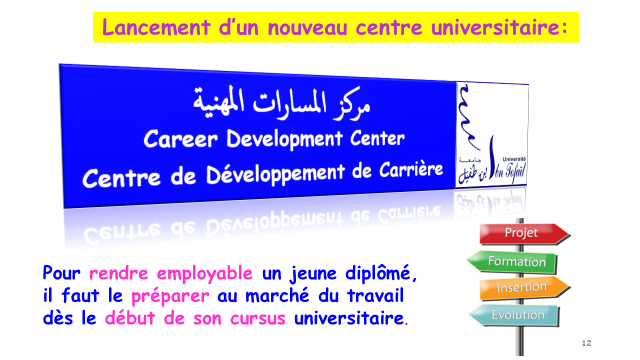 Lancement d'un nouveau centre universitaire:
مركز المسارات المهنية
Career Development Center
Centre de Développement de Carrière
Université
جامعة
ابن طفيل
Ibn Tofail
Projet
Formation
Insertion
Evolution
Pour rendre employable un jeune diplômé,
il faut le préparer au marché du travail
dès le début de son cursus universitaire.
12